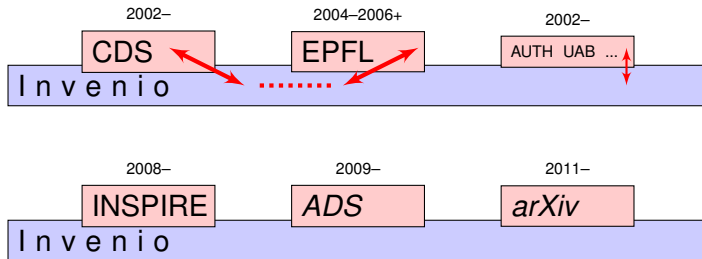 2002– 2004–2006+ 2002–
CDS EPFL AUTH UAB ...
Invenio
2008– 2009– 2011–
INSPIRE ADS arXiv
Invenio